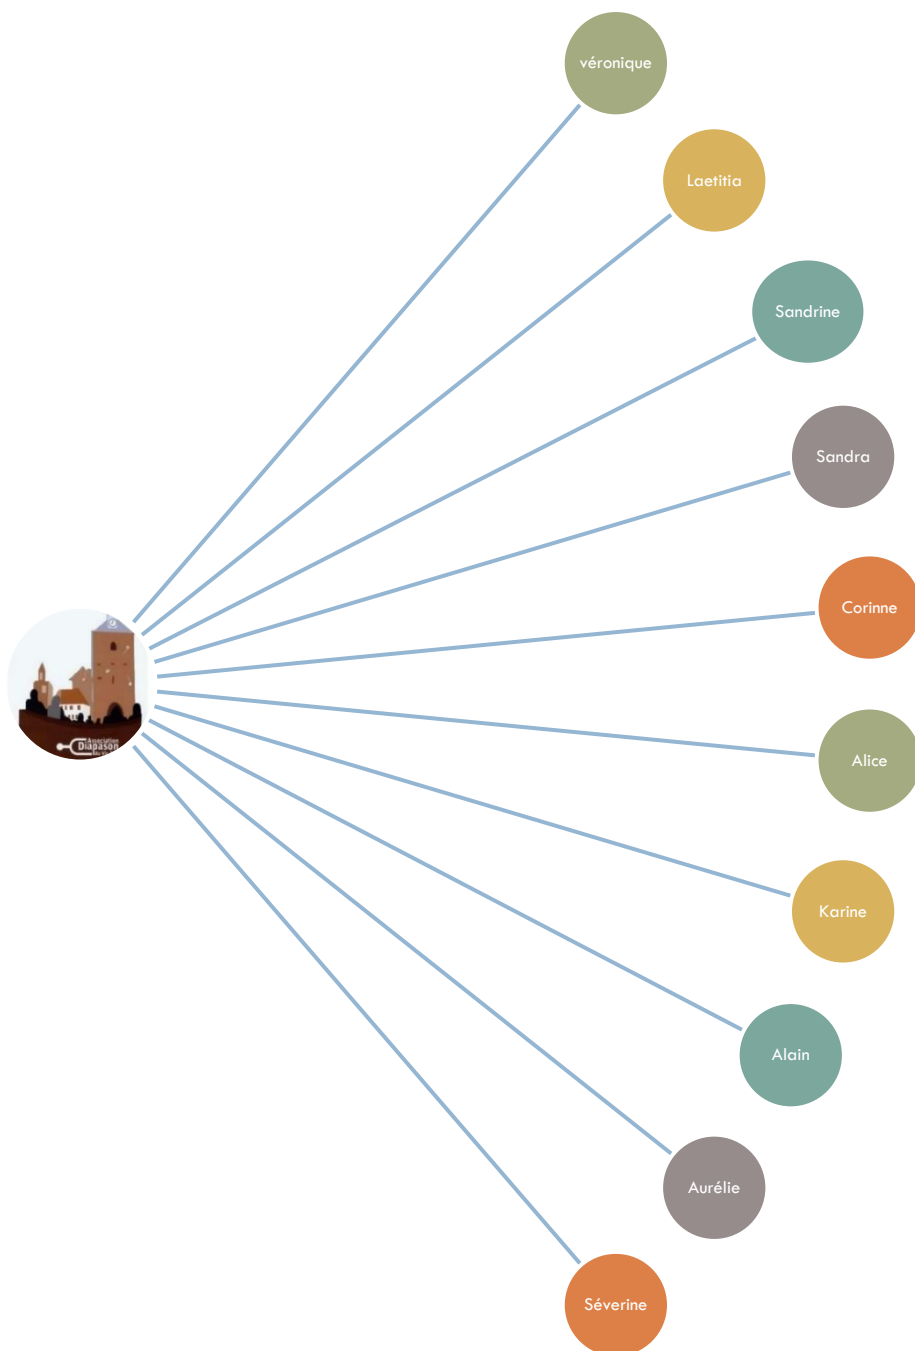 véronique
Laetitia
Sandrine
Sandra
Corinne
Association
Diapason
Alice
Karine
Alain
Aurélie
Séverine